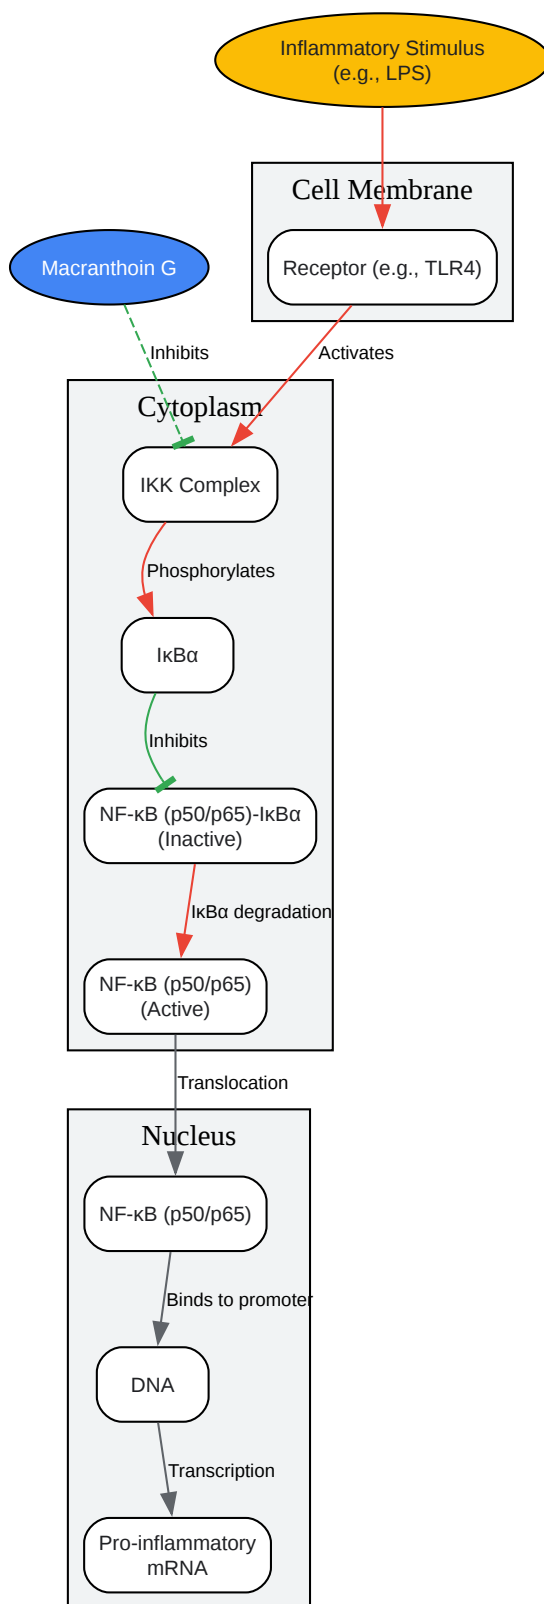 Inflammatory Stimulus
(e.g., LPS)
Cell Membrane
Receptor (e.g., TLR4)
Macranthoin G
Inhibits
Activates
Cytoplasm
IKK Complex
Phosphorylates
IκBα
Inhibits
NF-κB (p50/p65)-IκBα
(Inactive)
IκBα degradation
NF-κB (p50/p65)
(Active)
Translocation
Nucleus
NF-κB (p50/p65)
Binds to promoter
DNA
Transcription
Pro-inflammatory
mRNA